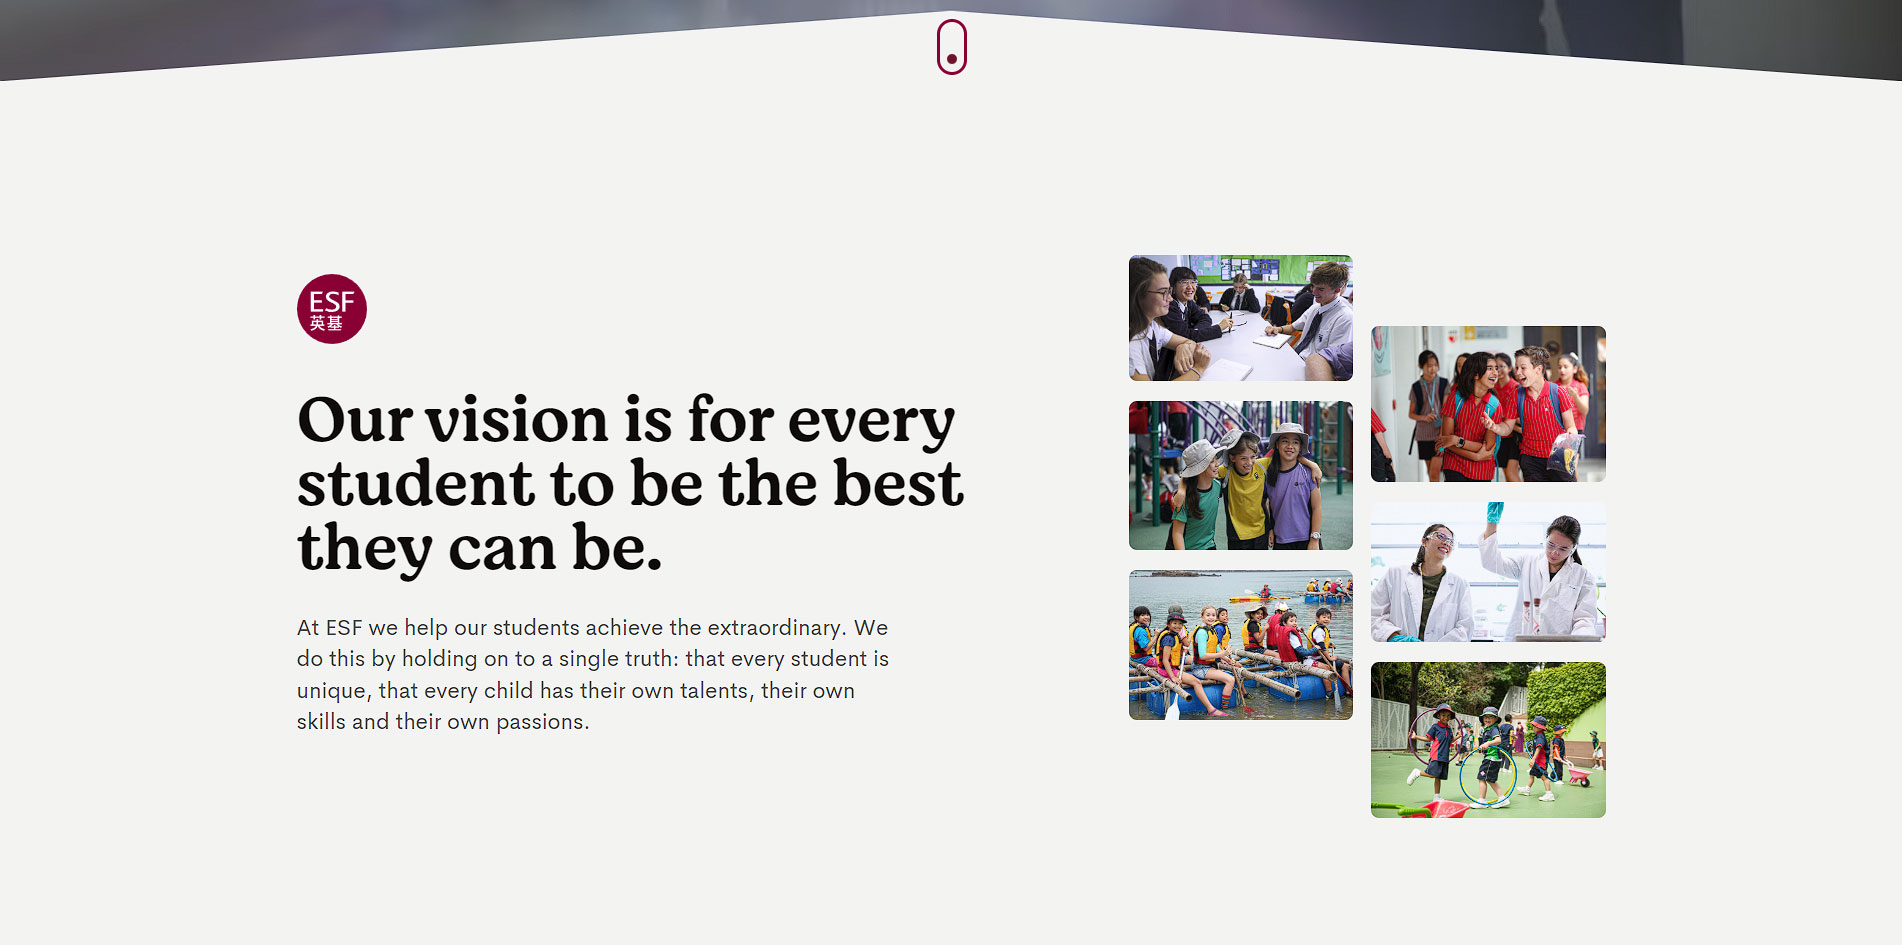 ESF
英基
Our vision is for every
student to be the best
they can be.
At ESF we help our students achieve the extraordinary. We
do this by holding on to a single truth: that every student is
unique, that every child has their own talents, their own
skills and their own passions.